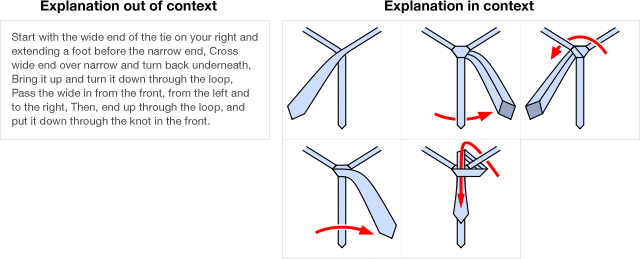 Explanation out of context
Start with the wide end of the tie on your right and
extending a foot before the narrow end, Cross
wide end over narrow and turn back underneath,
Bring it up and turn it down through the loop,
Pass the wide in from the front, from the left and
to the right, Then, end up through the loop, and
put it down through the knot in the front.
Explanation in context